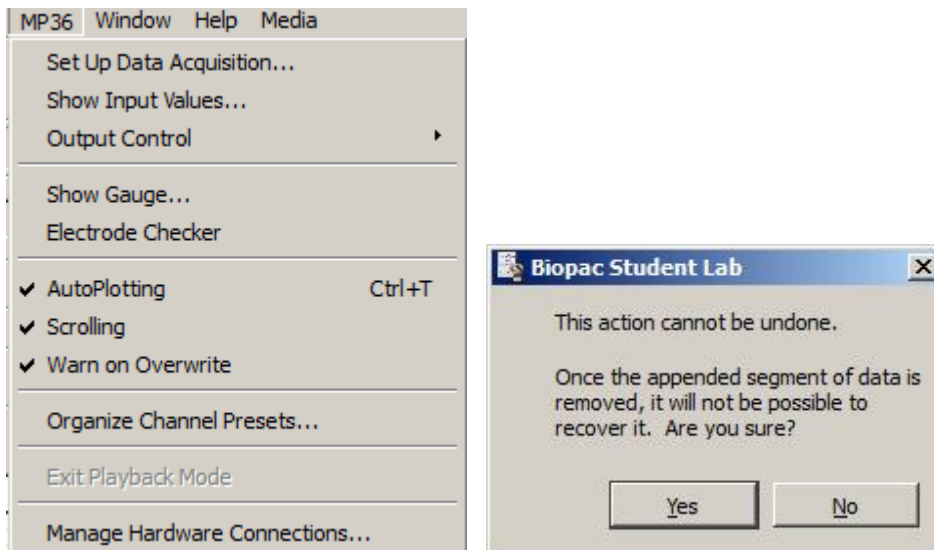 MP36 Window Help Media
Set Up Data Acquisition...
Show Input Values...
Output Control
Show Gauge...
Electrode Checker
AutoPlotting Ctrl+T
Scrolling
Warn on Overwrite
Organize Channel Presets...
Exit Playback Mode
Manage Hardware Connections...
Biopac Student Lab
This action cannot be undone.
Once the appended segment of data is
removed, it will not be possible to
recover it. Are you sure?
Yes No